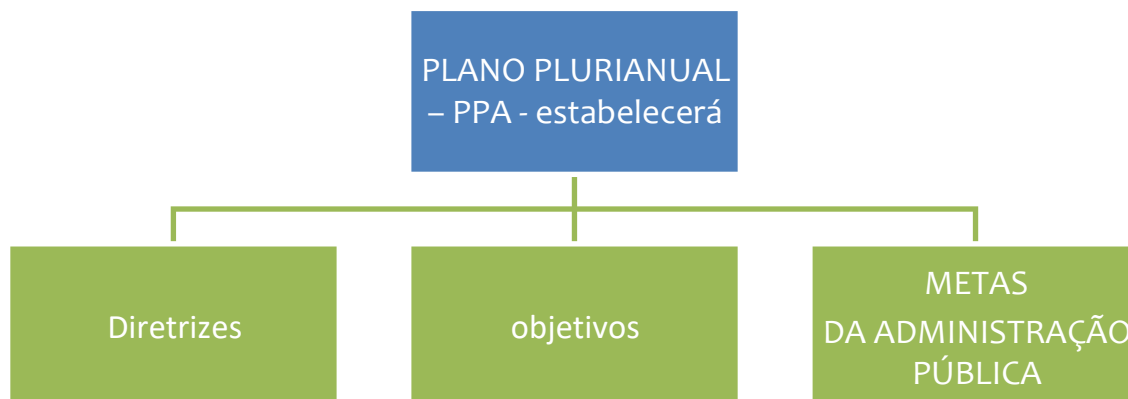 PLANO PLURIANUAL
– PPA - estabelecerá
Diretrizes
objetivos
METAS
DA ADMINISTRAÇÃO
PÚBLICA